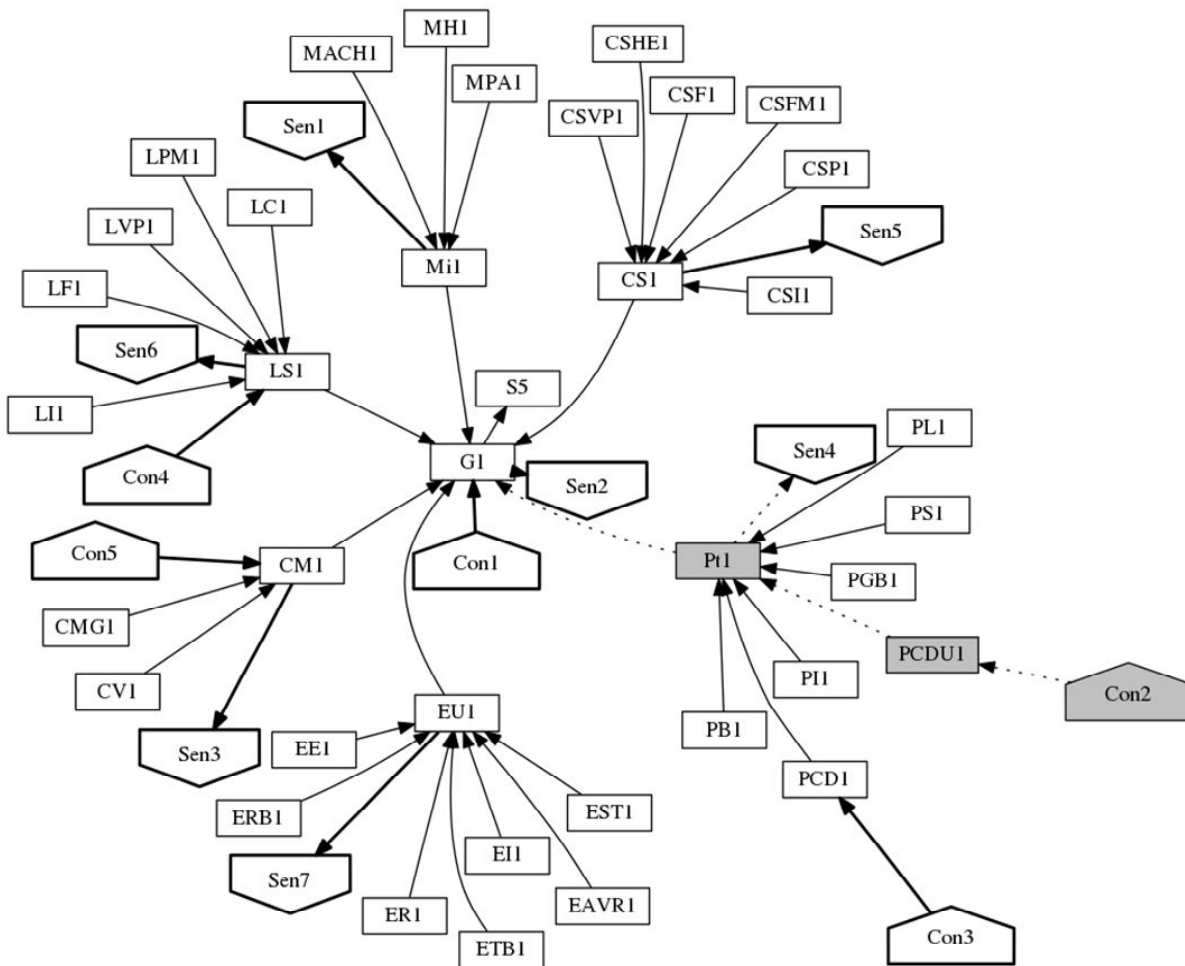 MH1
CSHE1
MACH1
MPA1
CSF1
CSFM1
Sen1
CSVP1
LPM1
CSP1
LC1
LVP1
Sen5
Mi1
CS1
CSI1
LF1
Sen6
LS1
S5
LI1
PL1
Sen4
G1
Con4
Sen2
PS1
Con5
CM1
Con1
Pt1
PGB1
CMG1
PCDU1
CV1
PI1
Con2
EU1
PB1
EE1
Sen3
PCD1
EST1
ERB1
EI1
Sen7
EAVR1
ER1
Con3
ETB1